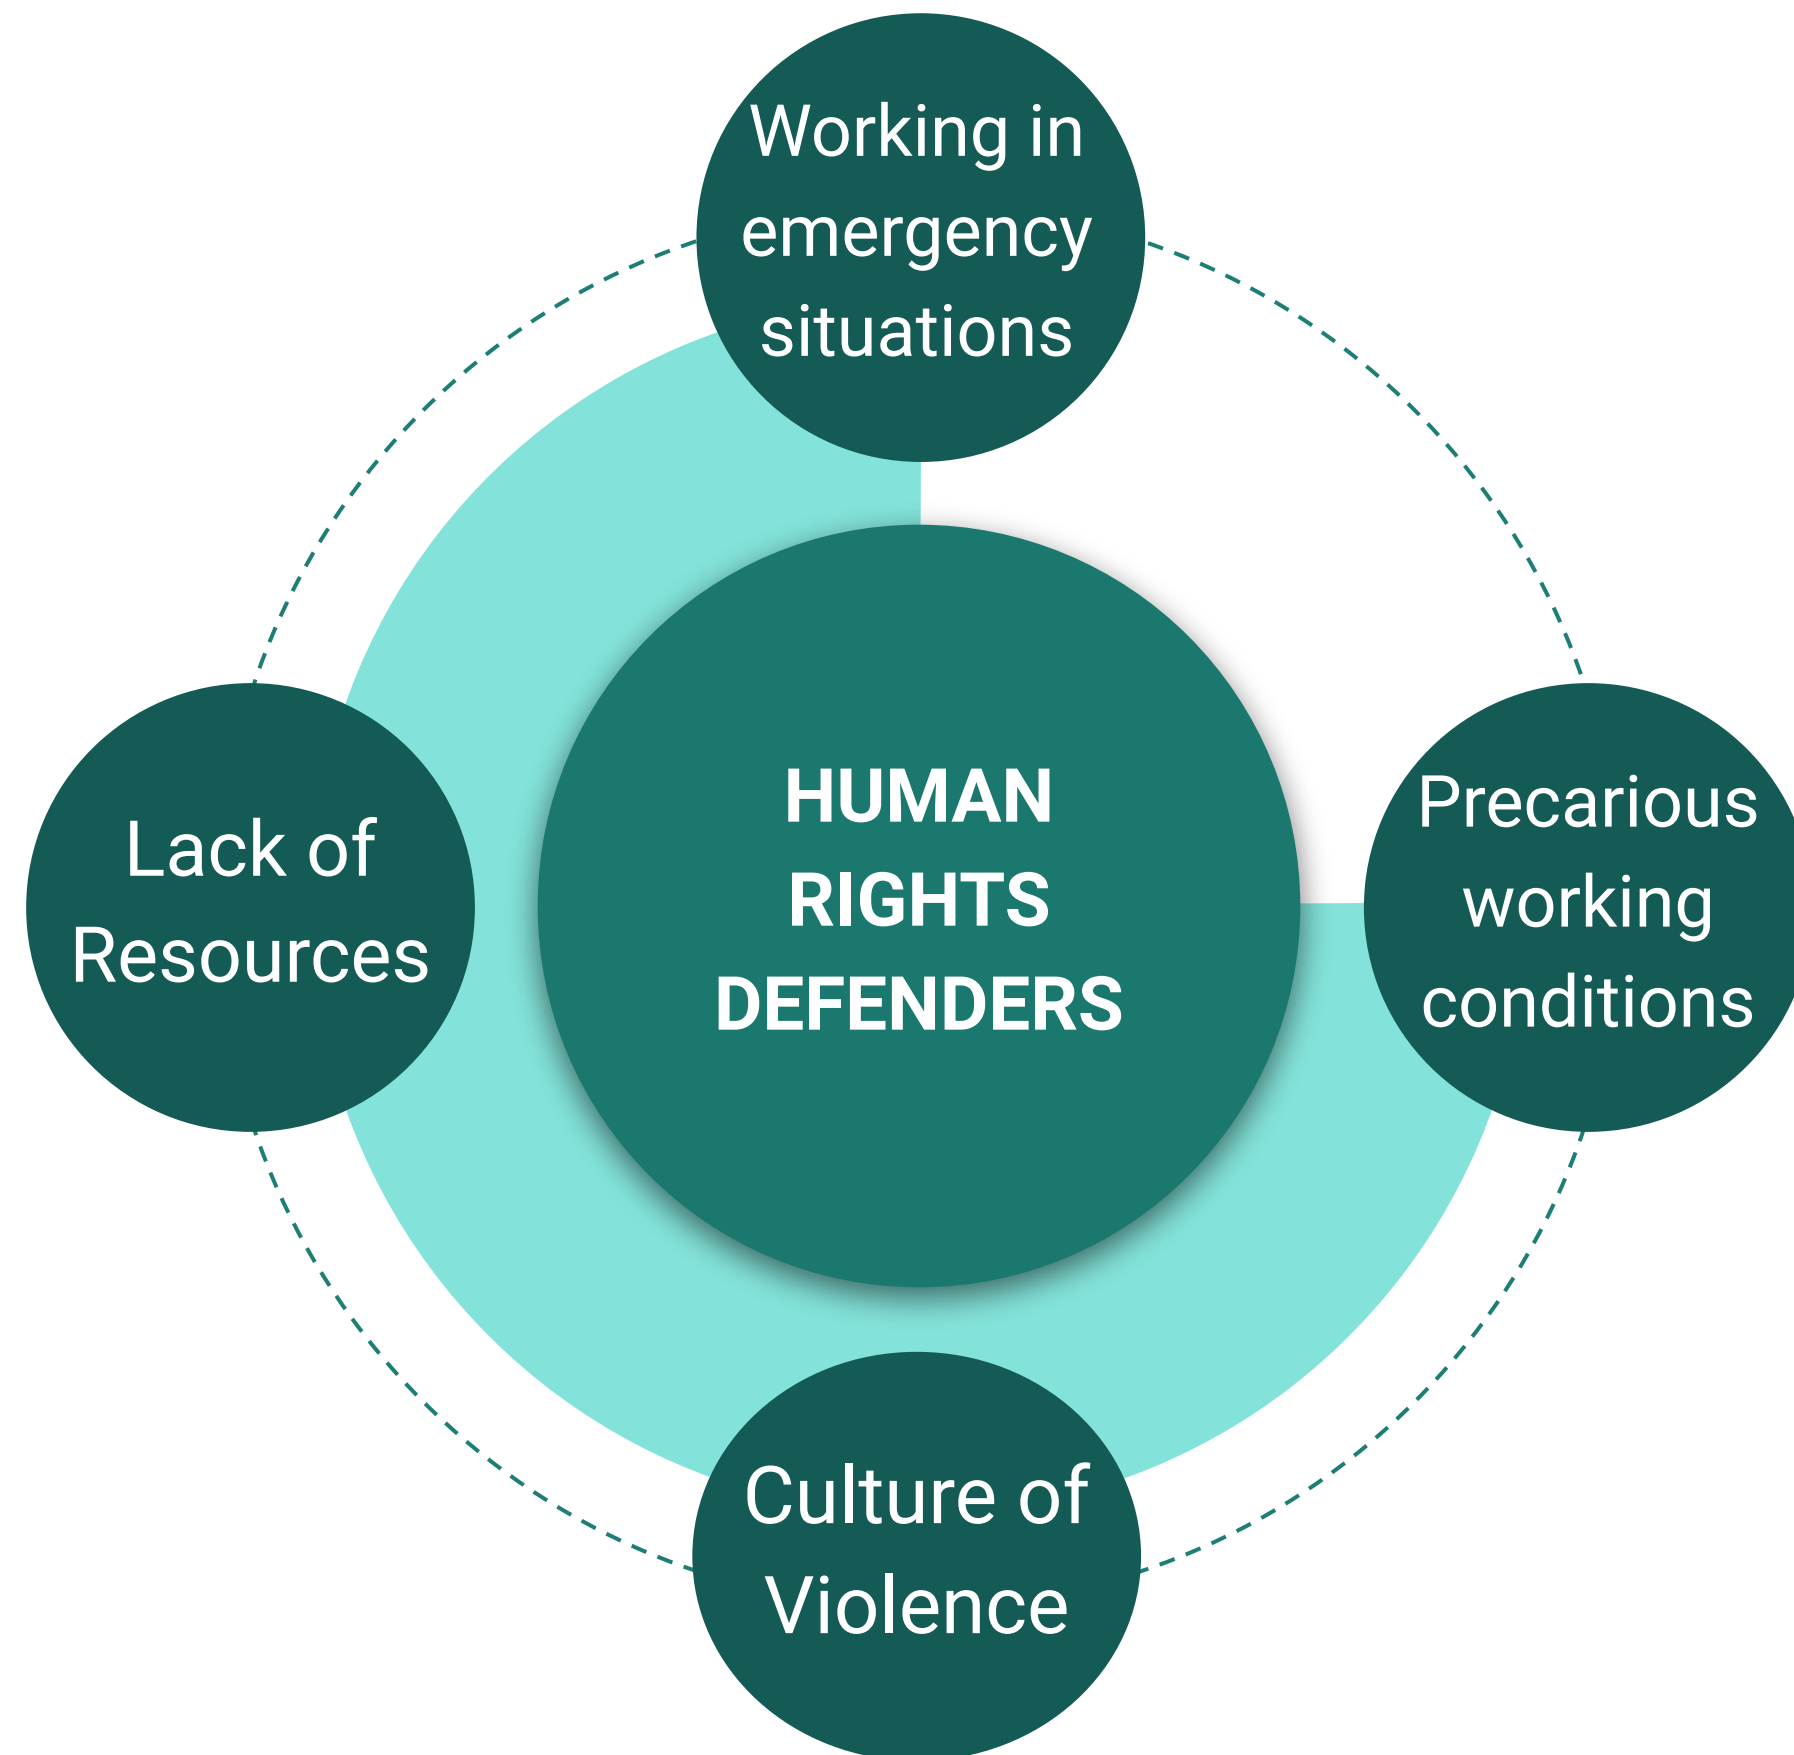 Working in
emergency
situations
Lack of
Resources
HUMAN
RIGHTS
DEFENDERS
Precarious
working
conditions
Culture of
Violence